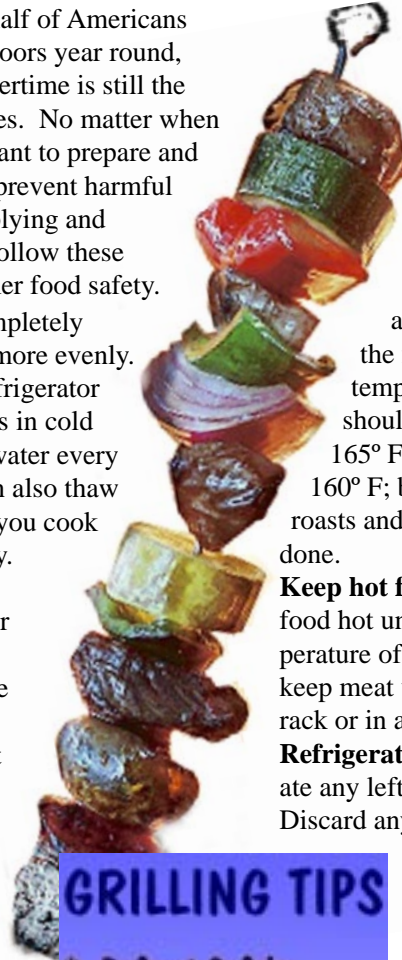 alf of Americans
oors year round,
ertime is still the
es. No matter when
ant to prepare and
prevent harmful
lying and
ollow these
er food safety.
mpletely
more evenly.
frigerator
s in cold
water every
n also thaw
you cook
y.
r
e
a
the
temp
shoul
165º F
160º F; b
roasts and
done.
Keep hot f
food hot un
perature of
keep meat
rack or in a
Refrigerat
ate any left
Discard any
GRILLING TIPS